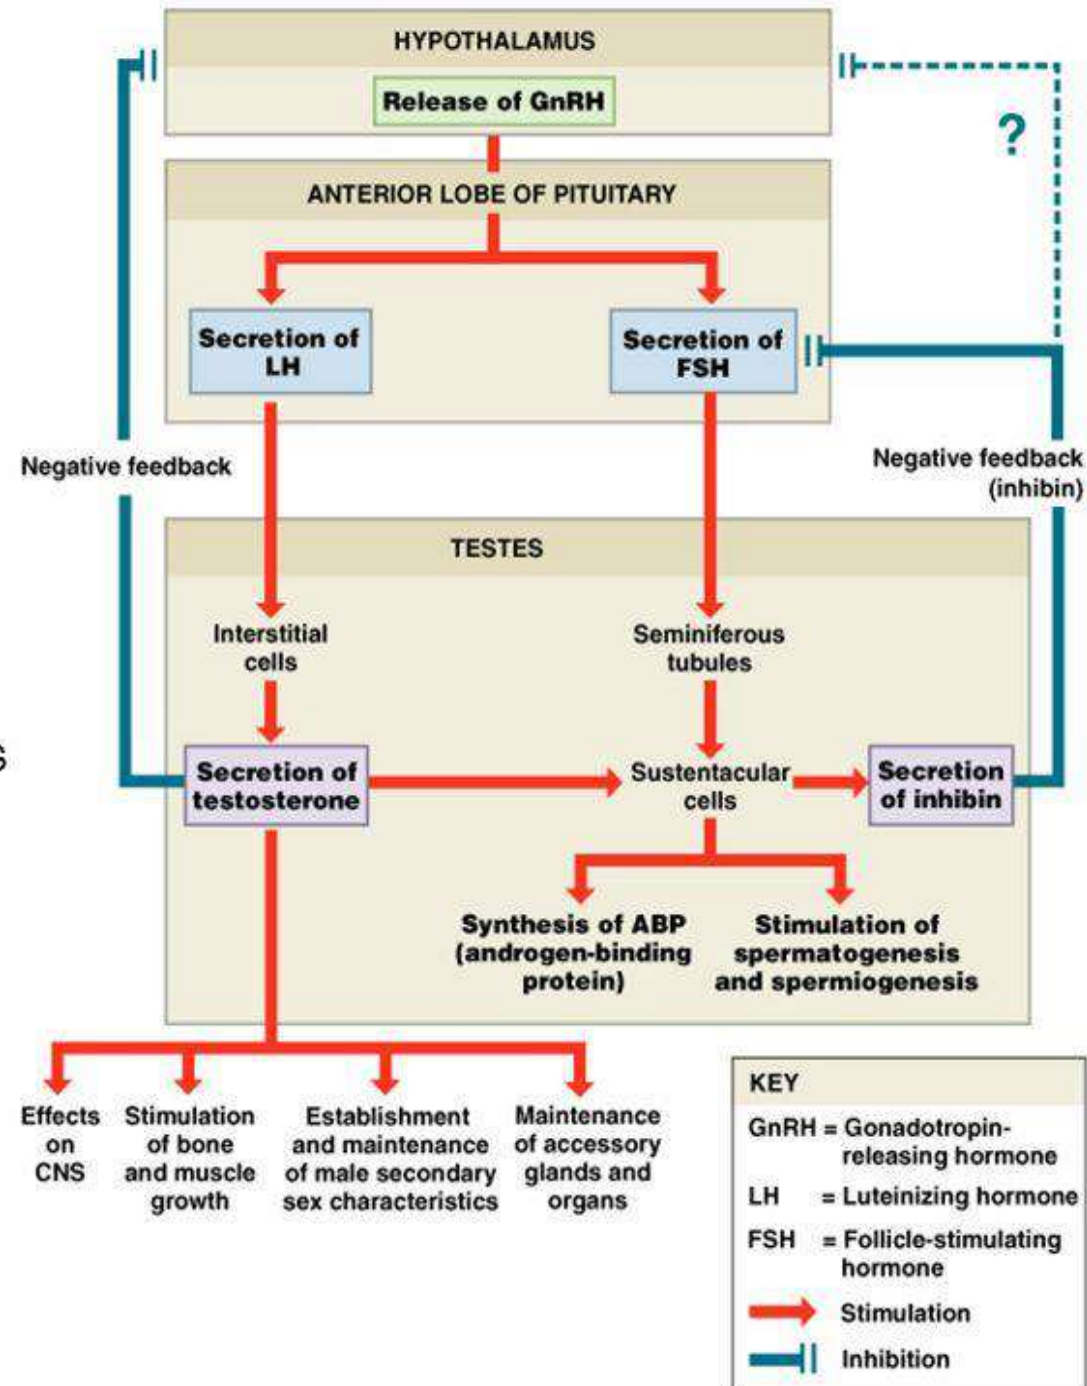 HYPOTHALAMUS
Release of GnRH
?
ANTERIOR LOBE OF PITUITARY
Secretion of
LH
Secretion of
FSH
Negative feedback
Negative feedback
(inhibin)
TESTES
Interstitial
cells
Seminiferous
tubules
s
Secretion of
testosterone
Sustentacular
cells
Secretion
of inhibin
Synthesis of ABP
(androgen-binding
protein)
Stimulation of
spermatogenesis
and spermiogenesis
Effects
on
CNS
Stimulation
of bone
and muscle
growth
Establishment
and maintenance
of male secondary
sex characteristics
Maintenance
of accessory
glands and
organs
KEY
GnRH = Gonadotropin-
releasing hormone
LH = Luteinizing hormone
FSH = Follicle-stimulating
hormone
Stimulation
Inhibition